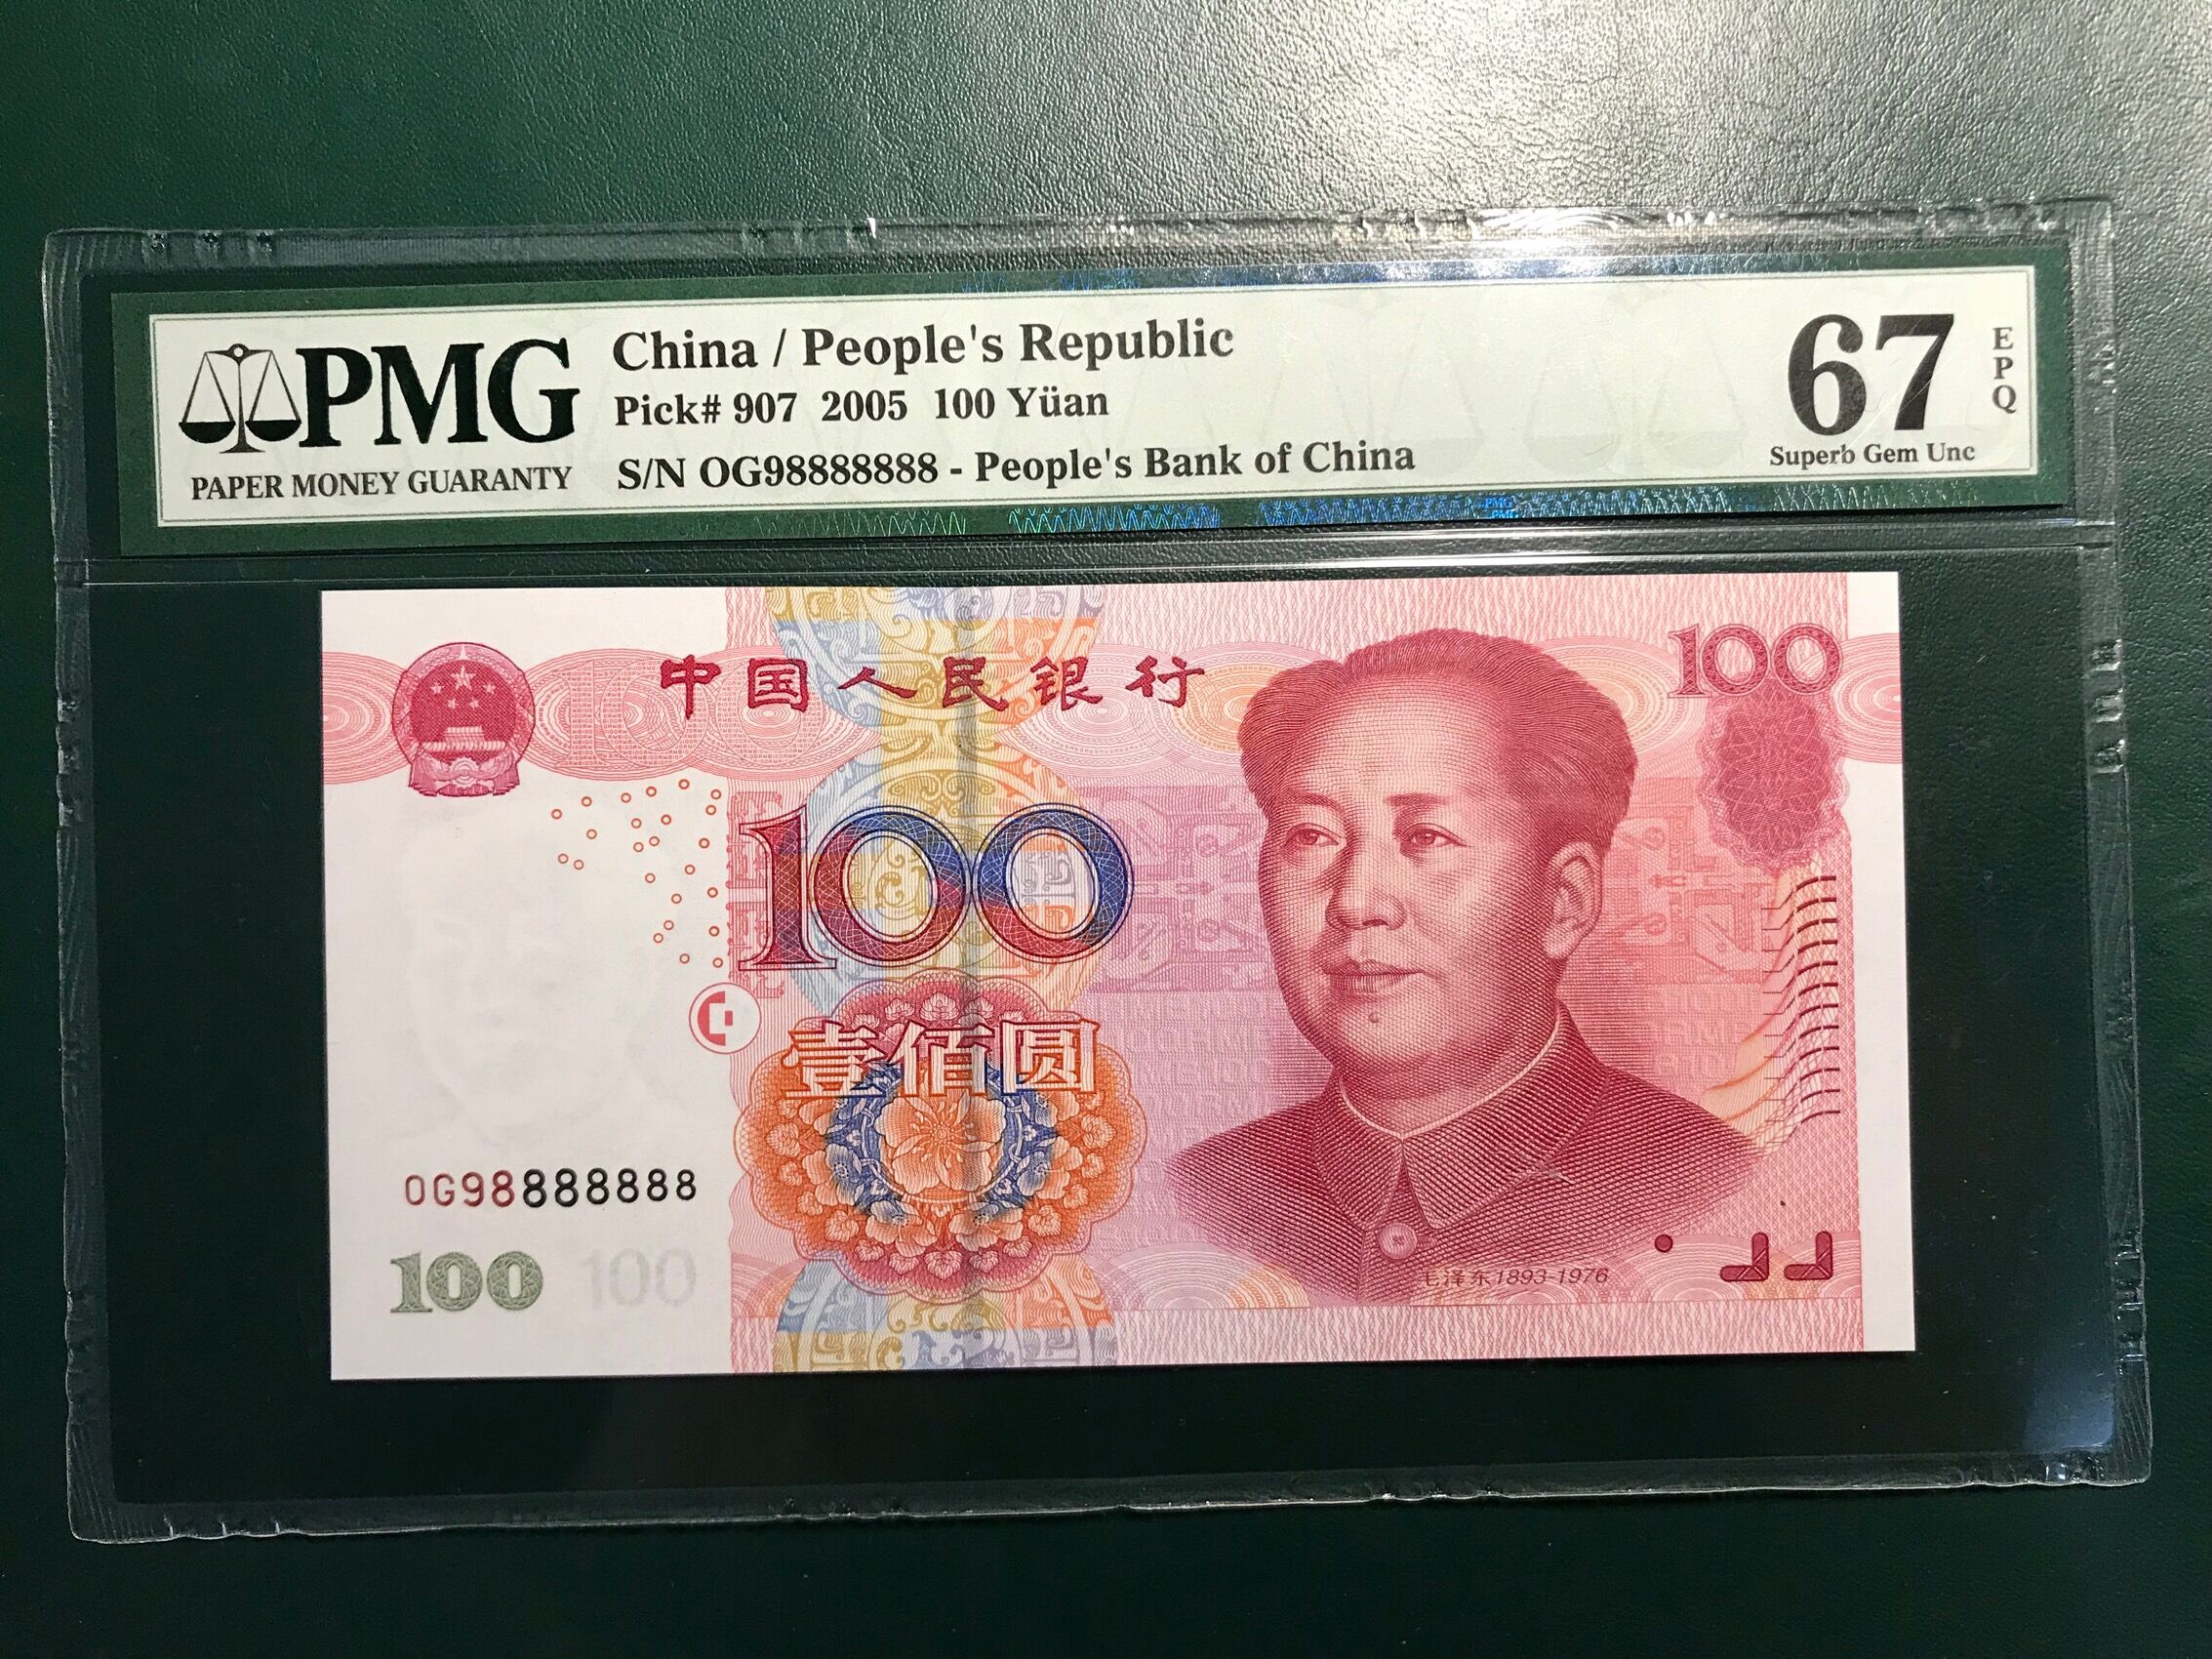 PMG
PAPER MONEY GUARANTY
China / People's Republic
Pick# 907 2005 100 Yüan
S/N OG98888888 - People's Bank of China
67
EPQ
Superb Gem Unc
中国人民银行
100
100
壹佰圆
OG98888888
100 100
毛泽东1893-1976